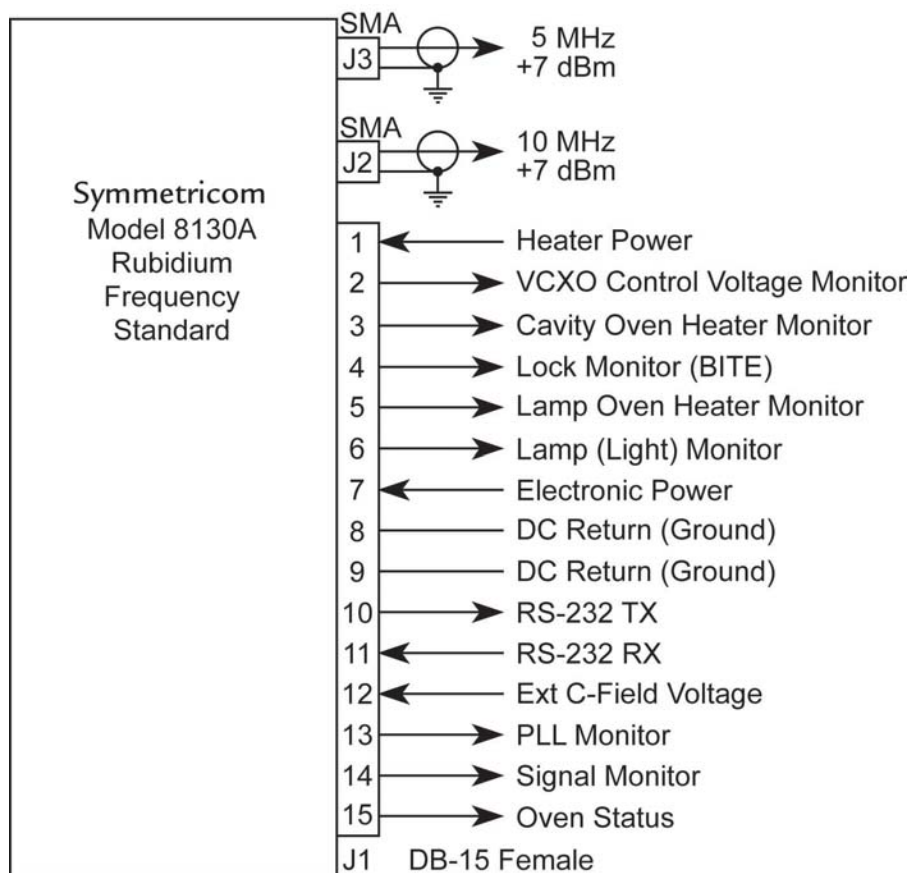 SMA
J3
5 MHz
+7 dBm
SMA
J2
10 MHz
+7 dBm
Symmetricom
Model 8130A
Rubidium
Frequency
Standard
1 Heater Power
2 VCXO Control Voltage Monitor
3 Cavity Oven Heater Monitor
4 Lock Monitor (BITE)
5 Lamp Oven Heater Monitor
6 Lamp (Light) Monitor
7 Electronic Power
8 DC Return (Ground)
9 DC Return (Ground)
10 RS-232 TX
11 RS-232 RX
12 Ext C-Field Voltage
13 PLL Monitor
14 Signal Monitor
15 Oven Status
J1 DB-15 Female